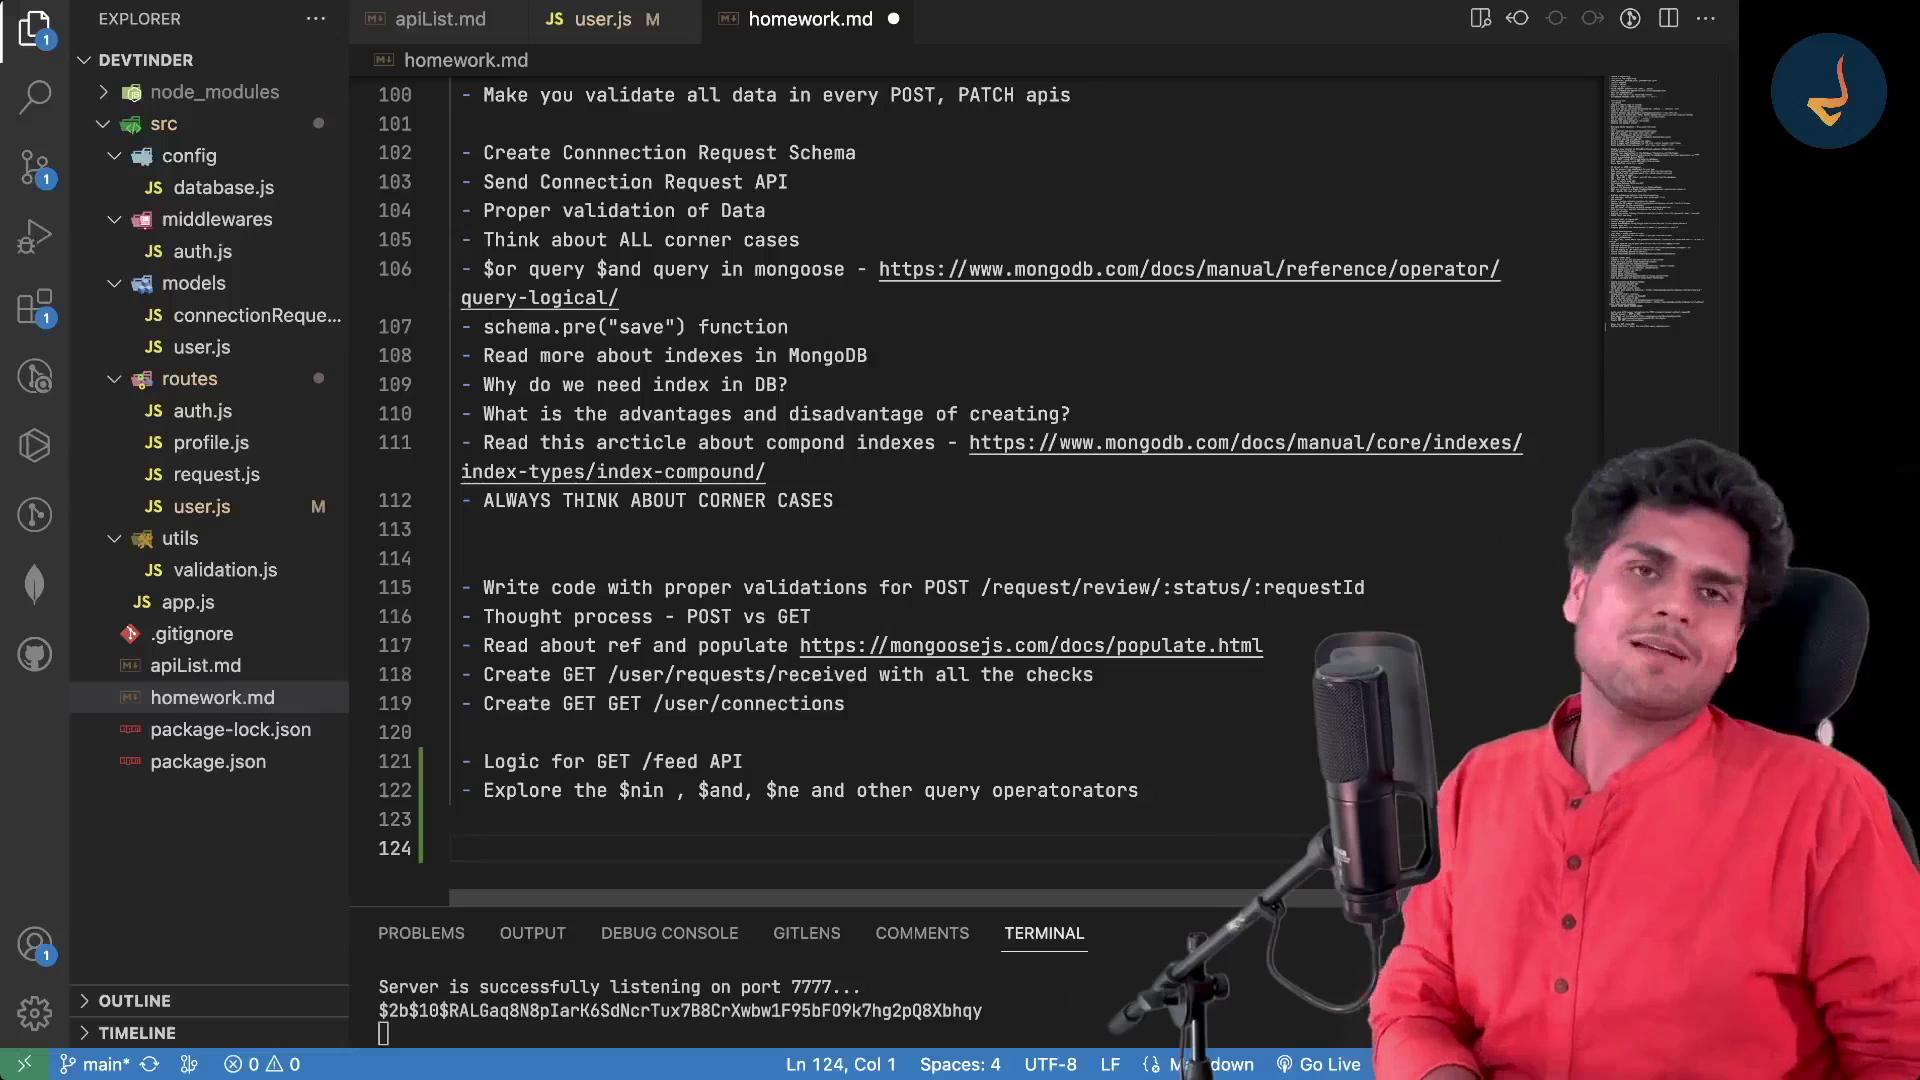 EXPLORER
DEVTINDER
node_modules
src
config
JS database.js
middlewares
JS auth.js
models
JS connectionReque...
JS user.js
routes
JS auth.js
JS profile.js
JS request.js
JS user.js M
utils
JS validation.js
JS app.js
.gitignore
apiList.md
homework.md
package-lock.json
package.json
OUTLINE
TIMELINE
1
1
1
1
apiList.md
JS user.js M
homework.md
homework.md
100 - Make you validate all data in every POST, PATCH apis
101
102 - Create Connnection Request Schema
103 - Send Connection Request API
104 - Proper validation of Data
105 - Think about ALL corner cases
106 - $or query $and query in mongoose - https://www.mongodb.com/docs/manual/reference/operator/
query-logical/
107 - schema.pre("save") function
108 - Read more about indexes in MongoDB
109 - Why do we need index in DB?
110 - What is the advantages and disadvantage of creating?
111 - Read this arcticle about compond indexes - https://www.mongodb.com/docs/manual/core/indexes/
index-types/index-compound/
112 - ALWAYS THINK ABOUT CORNER CASES
113
114
115 - Write code with proper validations for POST /request/review/:status/:requestId
116 - Thought process - POST vs GET
117 - Read about ref and populate https://mongoosejs.com/docs/populate.html
118 - Create GET /user/requests/received with all the checks
119 - Create GET GET /user/connections
120
121 - Logic for GET /feed API
122 - Explore the $nin , $and, $ne and other query operatorators
123
124
PROBLEMS OUTPUT DEBUG CONSOLE GITLENS COMMENTS TERMINAL
Server is successfully listening on port 7777...
$2b$10$RALGaq8N8pIarK6SdNcrTux7B8CrXwbw1F95bFO9k7hg2pQ8Xbhqy
main* 0 0 Ln 124, Col 1 Spaces: 4 UTF-8 LF Go Live